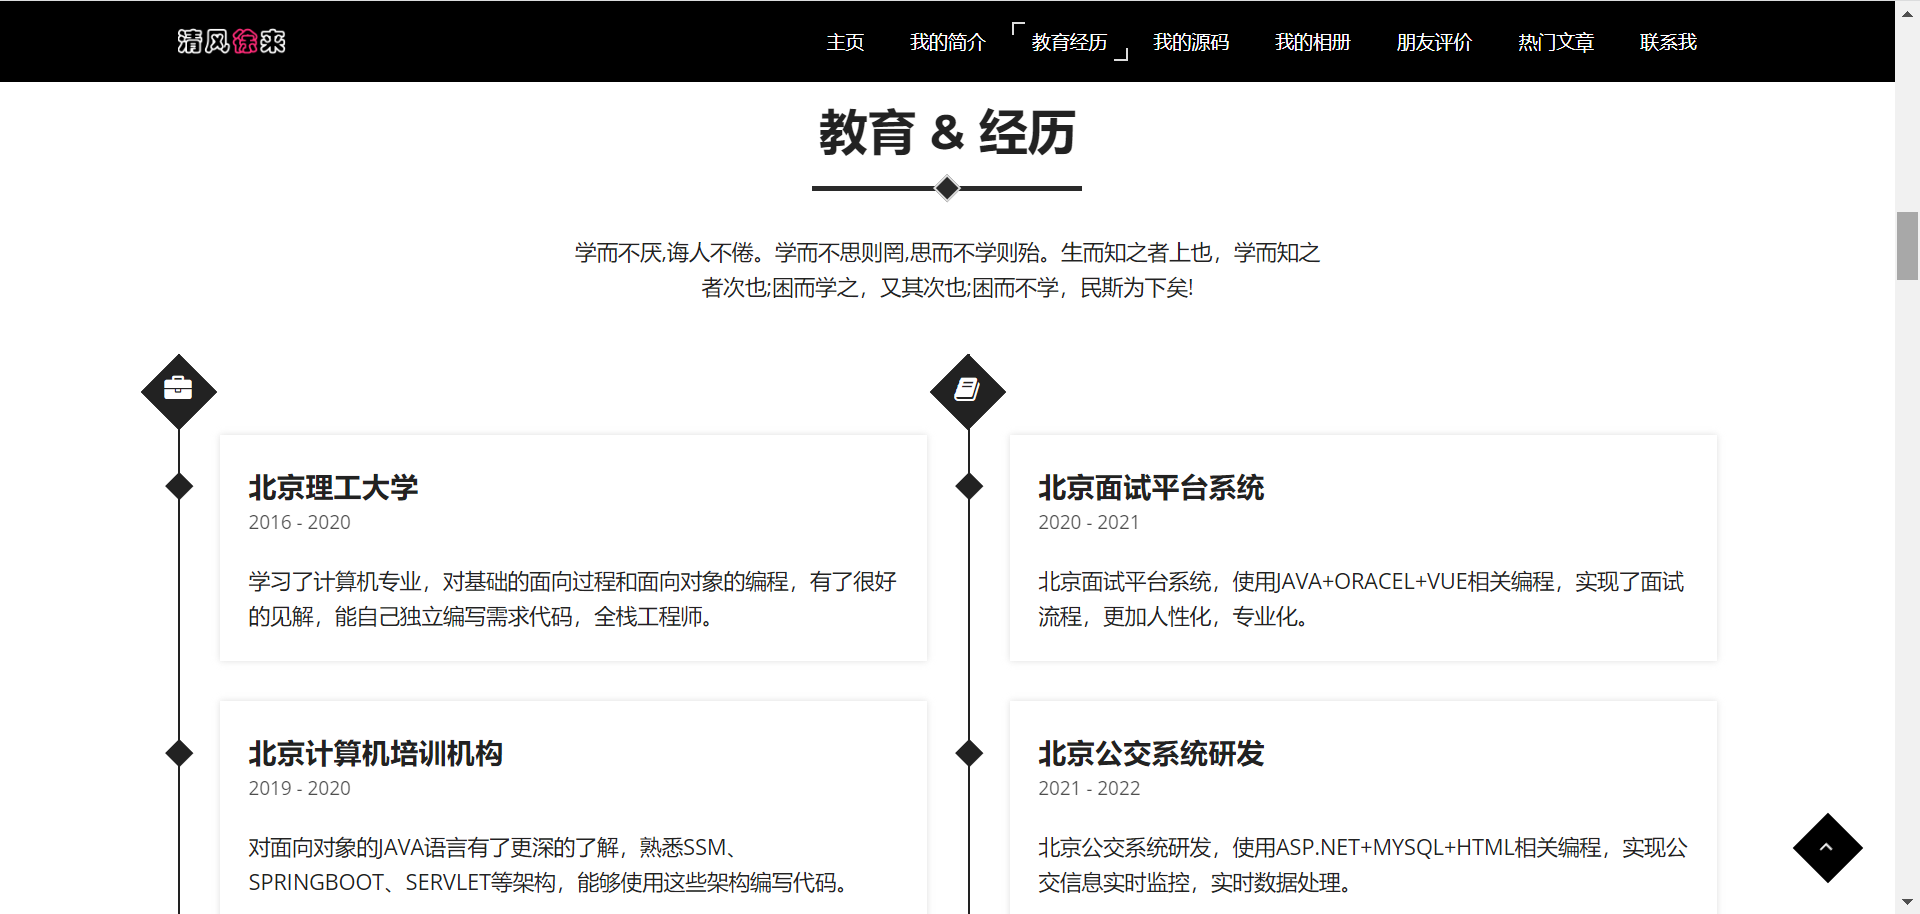 清风徐来
主页 我的简介 教育经历 我的源码 我的相册 朋友评价 热门文章 联系我
教育 & 经历
学而不厌,诲人不倦。学而不思则罔,思而不学则殆。生而知之者上也，学而知之
者次也;困而学之，又其次也;困而不学，民斯为下矣!
北京理工大学
2016 - 2020
学习了计算机专业，对基础的面向过程和面向对象的编程，有了很好
的见解，能自己独立编写需求代码，全栈工程师。
北京计算机培训机构
2019 - 2020
对面向对象的JAVA语言有了更深的了解，熟悉SSM、
SPRINGBOOT、SERVLET等架构，能够使用这些架构编写代码。
北京面试平台系统
2020 - 2021
北京面试平台系统，使用JAVA+ORACEL+VUE相关编程，实现了面试
流程，更加人性化，专业化。
北京公交系统研发
2021 - 2022
北京公交系统研发，使用ASP.NET+MYSQL+HTML相关编程，实现公
交信息实时监控，实时数据处理。